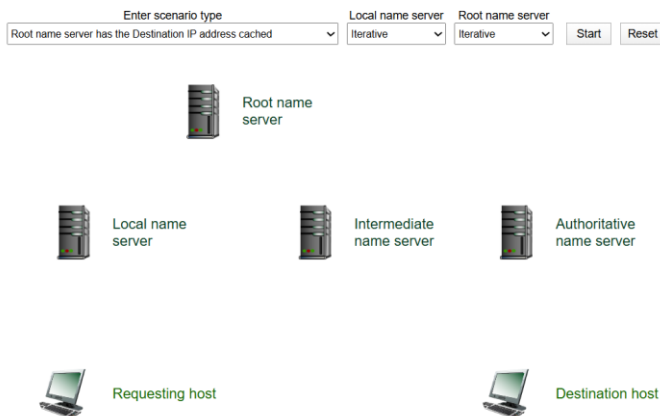 Enter scenario type
Local name server
Root name server
Root name server has the Destination IP address cached
Iterative
Iterative
Start
Reset
Root name
server
Local name
server
Intermediate
name server
Authoritative
name server
Requesting host
Destination host